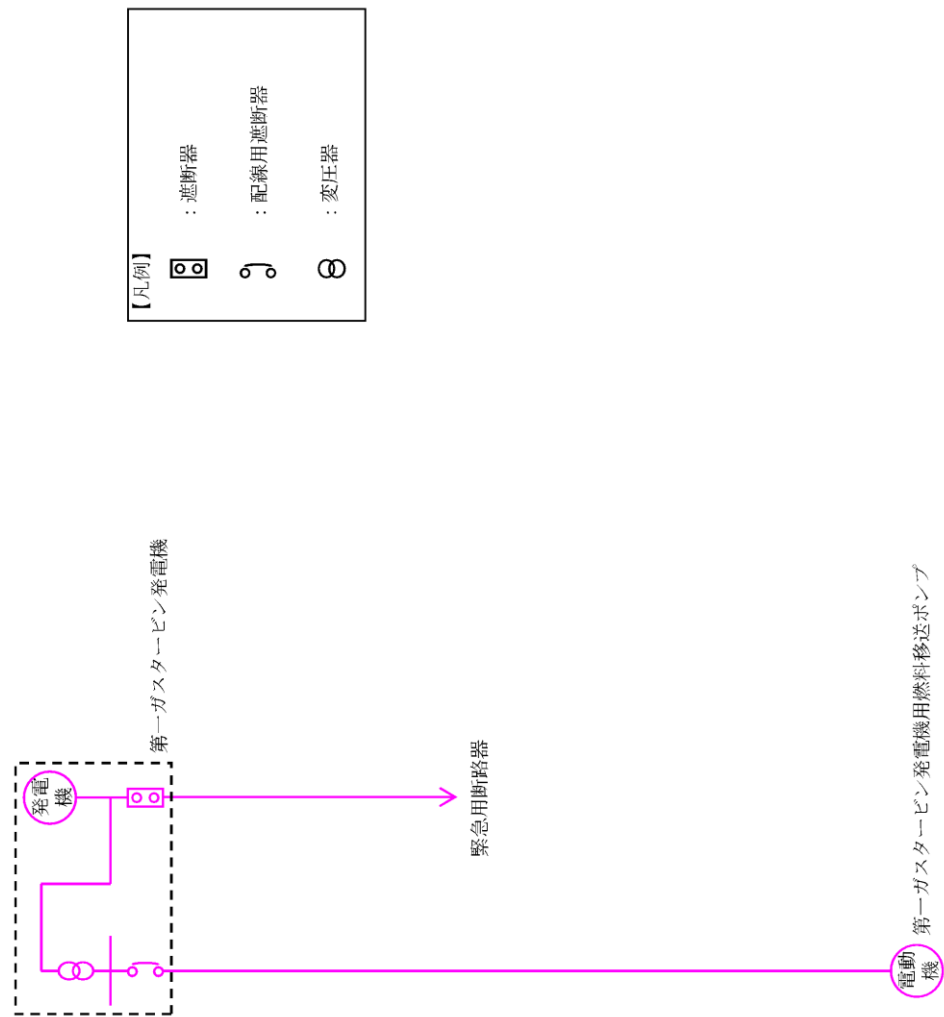 【凡例】
：遮断器
：配線用遮断器
：変圧器
第一ガスタービン発電機
発電
機
緊急用断路器
電動
機
第一ガスタービン発電機用燃料移送ポンプ